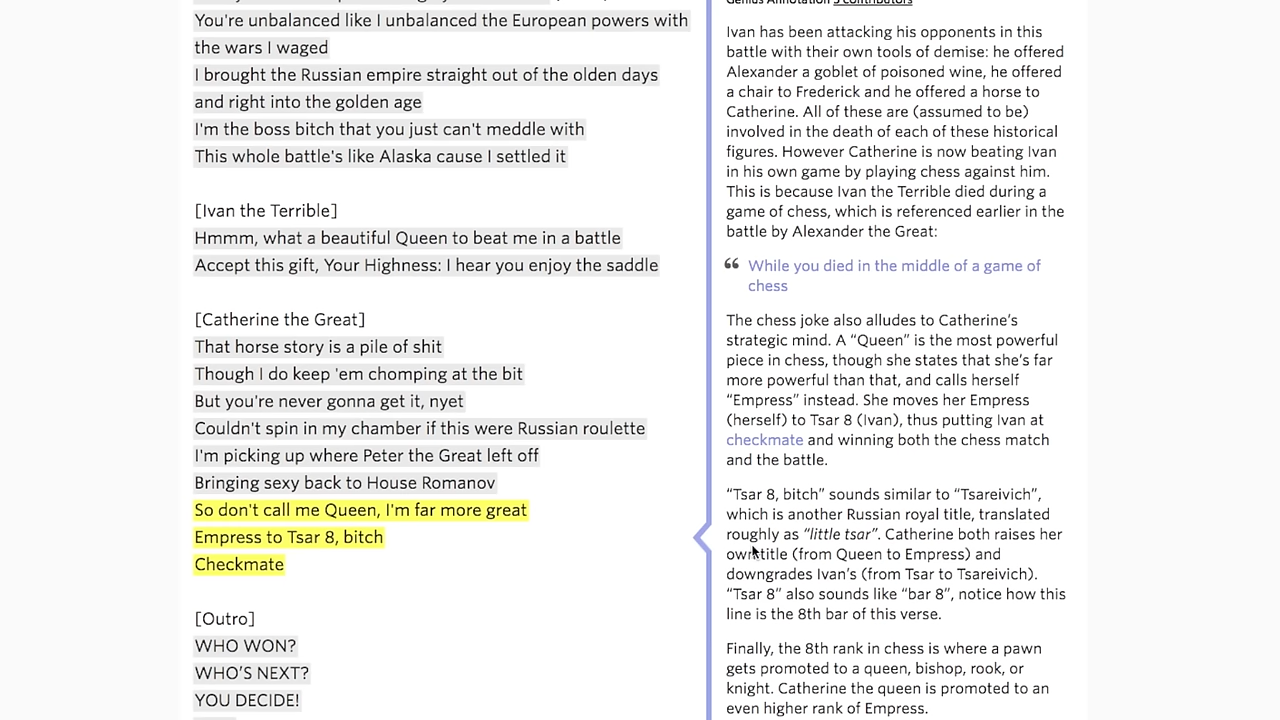 You're unbalanced like I unbalanced the European powers with
the wars I waged
I brought the Russian empire straight out of the olden days
and right into the golden age
I'm the boss bitch that you just can't meddle with
This whole battle's like Alaska cause I settled it
[Ivan the Terrible]
Hmmm, what a beautiful Queen to beat me in a battle
Accept this gift, Your Highness: I hear you enjoy the saddle
[Catherine the Great]
That horse story is a pile of shit
Though I do keep 'em chomping at the bit
But you're never gonna get it, nyet
Couldn't spin in my chamber if this were Russian roulette
I'm picking up where Peter the Great left off
Bringing sexy back to House Romanov
So don't call me Queen, I'm far more great
Empress to Tsar 8, bitch
Checkmate
[Outro]
WHO WON?
WHO'S NEXT?
YOU DECIDE!
Genius Annotation 3 contributors
Ivan has been attacking his opponents in this
battle with their own tools of demise: he offered
Alexander a goblet of poisoned wine, he offered
a chair to Frederick and he offered a horse to
Catherine. All of these are (assumed to be)
involved in the death of each of these historical
figures. However Catherine is now beating Ivan
in his own game by playing chess against him.
This is because Ivan the Terrible died during a
game of chess, which is referenced earlier in the
battle by Alexander the Great:
“ While you died in the middle of a game of
chess
The chess joke also alludes to Catherine's
strategic mind. A “Queen” is the most powerful
piece in chess, though she states that she's far
more powerful than that, and calls herself
“Empress” instead. She moves her Empress
(herself) to Tsar 8 (Ivan), thus putting Ivan at
checkmate and winning both the chess match
and the battle.
“Tsar 8, bitch” sounds similar to “Tsareivich”,
which is another Russian royal title, translated
roughly as “little tsar”. Catherine both raises her
own title (from Queen to Empress) and
downgrades Ivan's (from Tsar to Tsareivich).
“Tsar 8” also sounds like “bar 8”, notice how this
line is the 8th bar of this verse.
Finally, the 8th rank in chess is where a pawn
gets promoted to a queen, bishop, rook, or
knight. Catherine the queen is promoted to an
even higher rank of Empress.